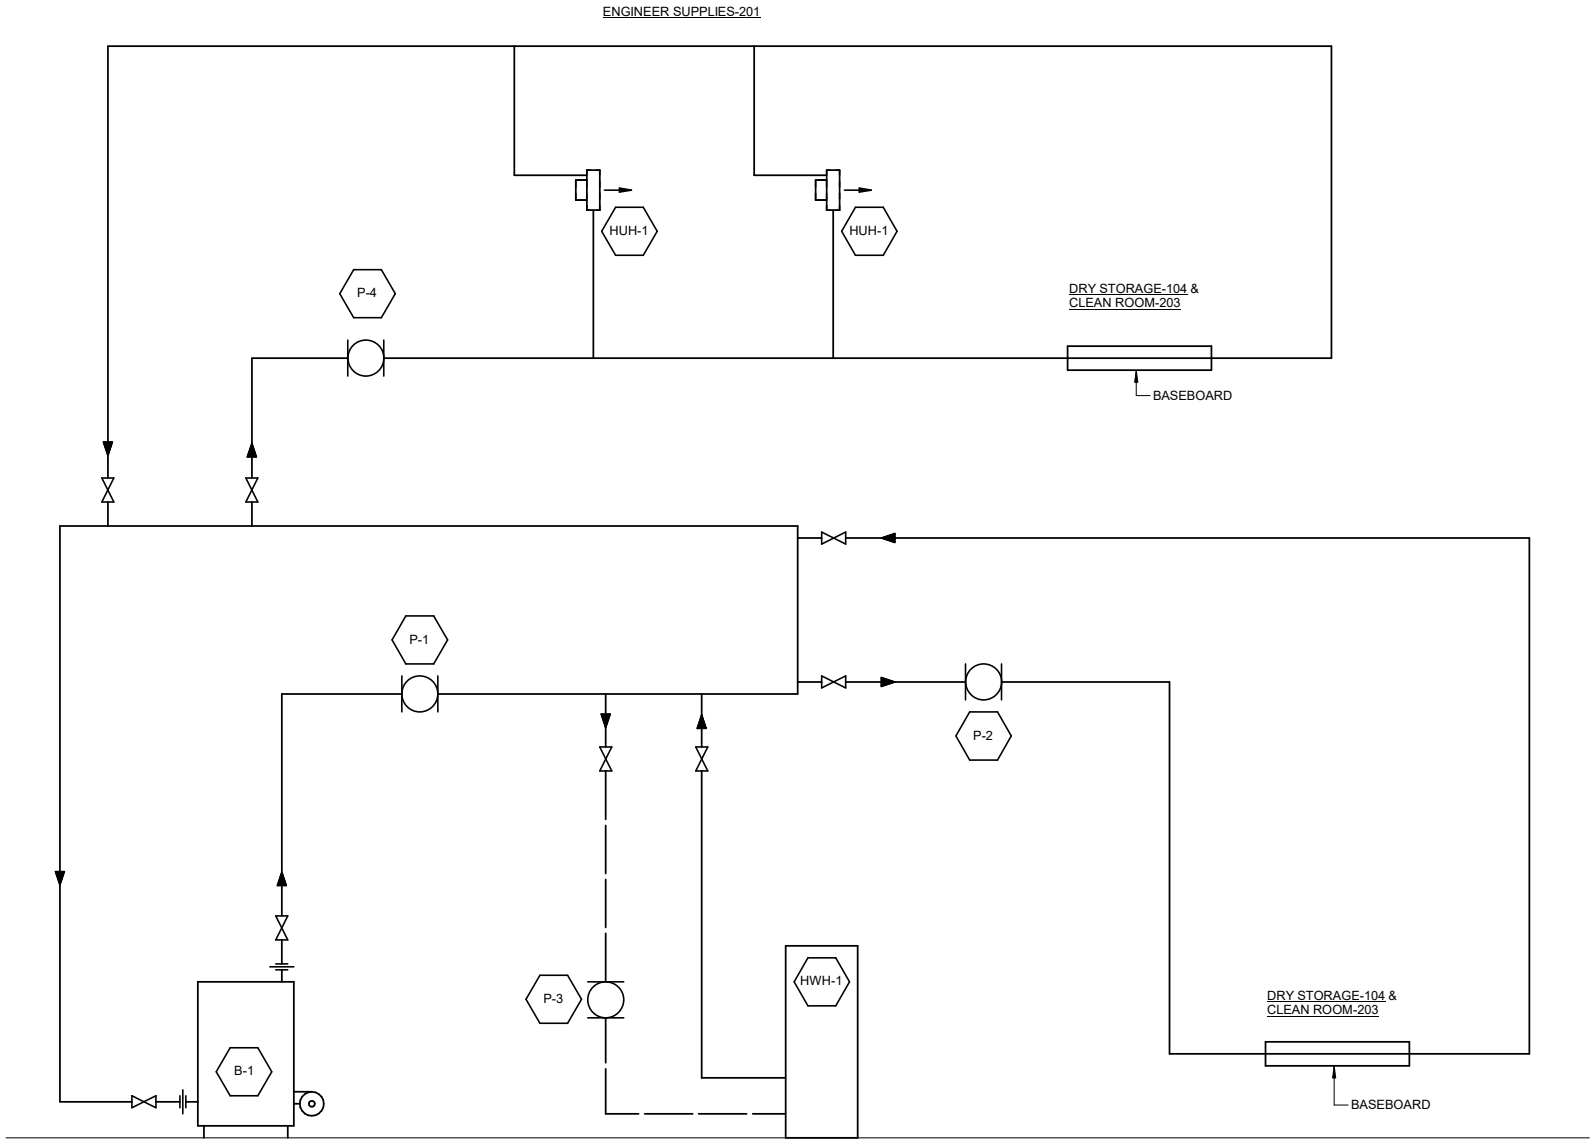 ENGINEER SUPPLIES-201
HUH-1
HUH-1
P-4
DRY STORAGE-104 &
CLEAN ROOM-203
BASEBOARD
P-1
P-2
HWH-1
P-3
DRY STORAGE-104 &
CLEAN ROOM-203
B-1
BASEBOARD